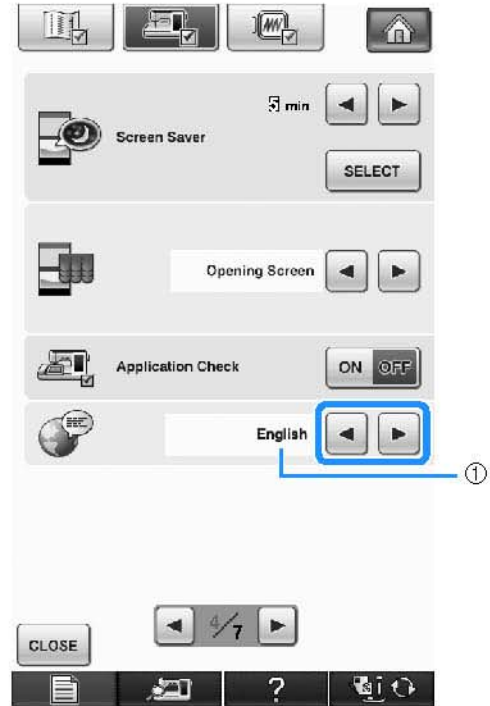 5 min
Screen Saver
SELECT
Opening Screen
Application Check
ON OFF
English
①
4/7
CLOSE
?